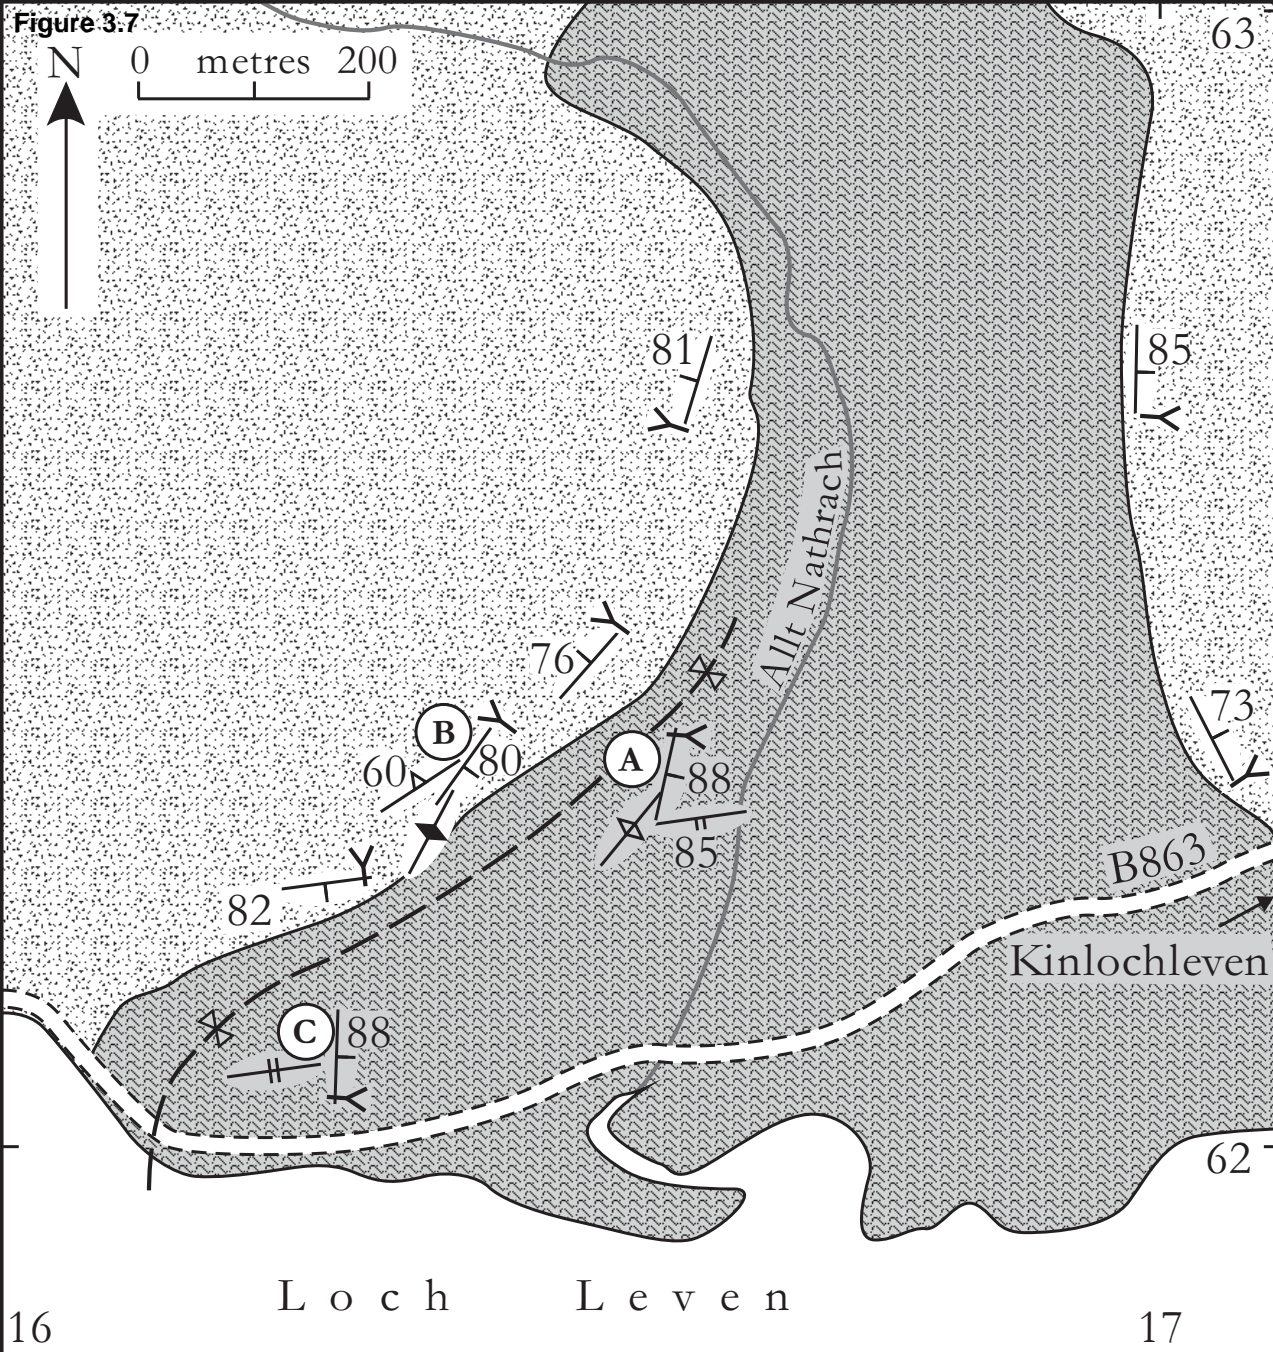 Figure 3.7
63
N 0 metres 200
81
85
Allt Nathrach
76
73
B
60
80
A
88
85
82
B863
Kinlochleven
C
88
62
Loch Leven
16
17